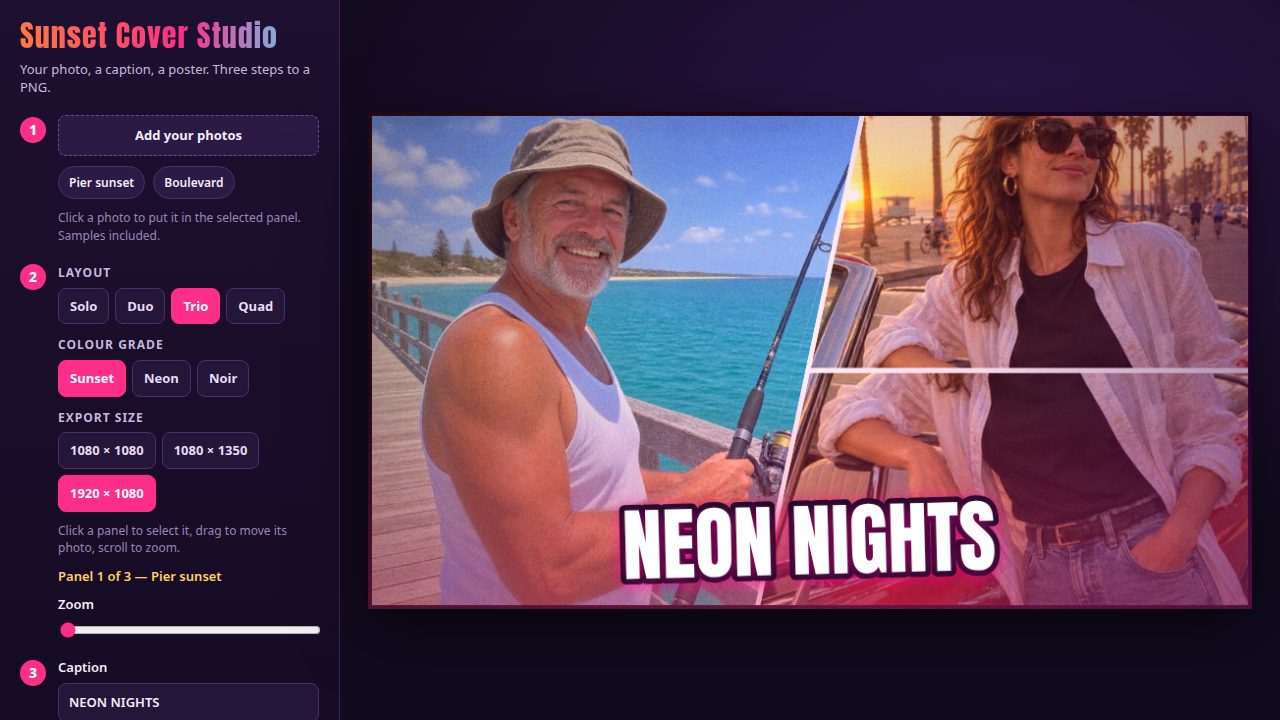 Sunset Cover Studio
Your photo, a caption, a poster. Three steps to a
PNG.
1
Add your photos
Pier sunset
Boulevard
Click a photo to put it in the selected panel.
Samples included.
2
LAYOUT
Solo
Duo
Trio
Quad
COLOUR GRADE
Sunset
Neon
Noir
EXPORT SIZE
1080 × 1080
1080 × 1350
1920 × 1080
Click a panel to select it, drag to move its
photo, scroll to zoom.
Panel 1 of 3 — Pier sunset
Zoom
3
Caption
NEON NIGHTS
NEON NIGHTS